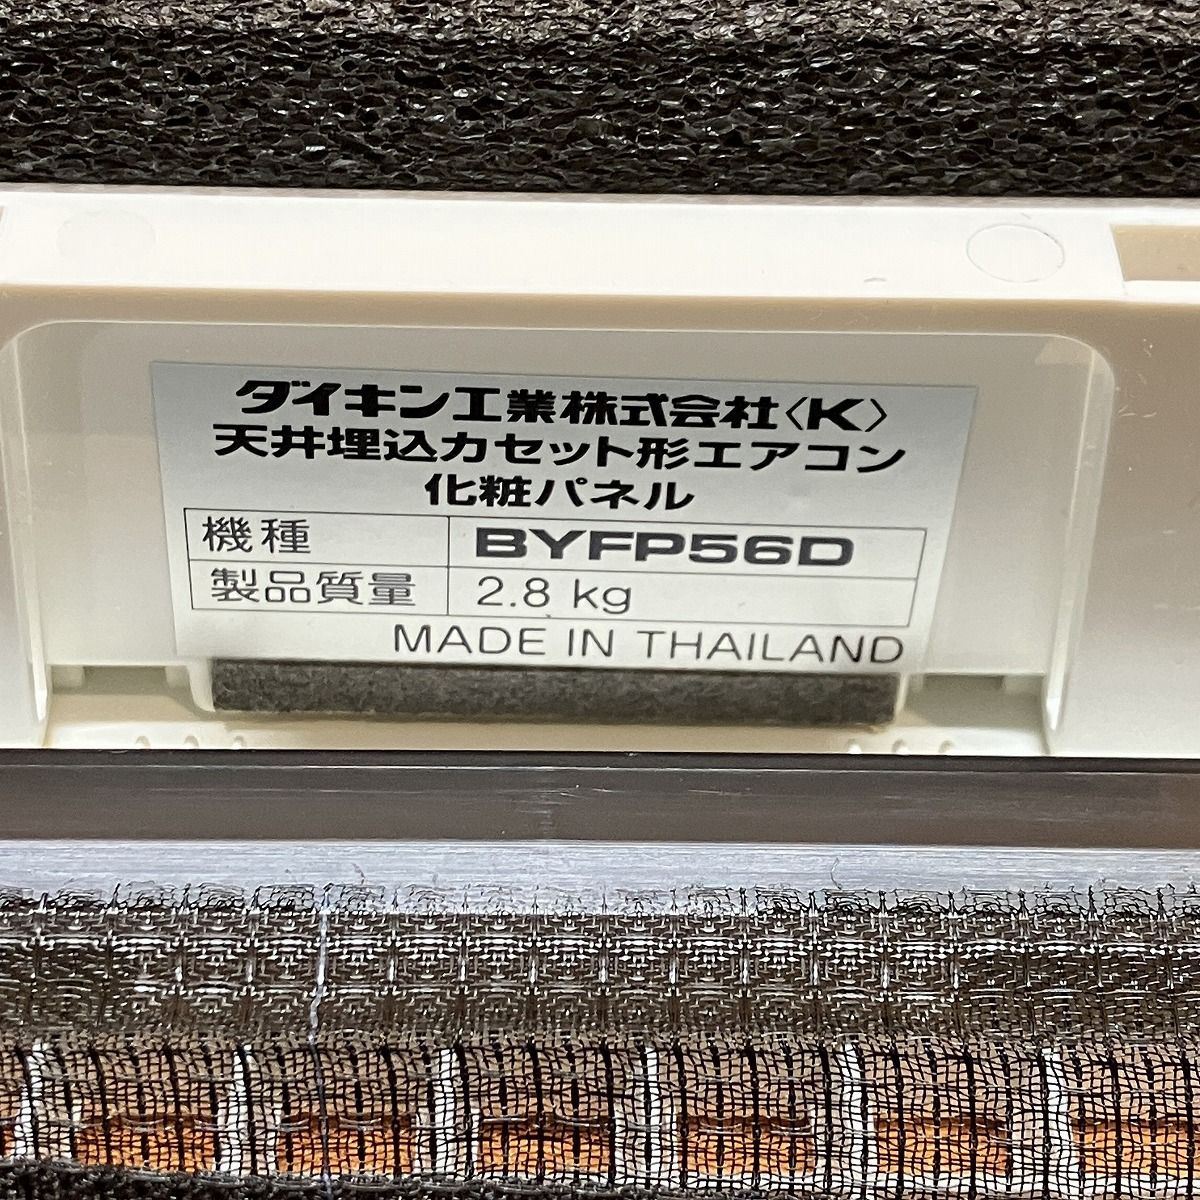 ダイキン工業株式会社〈K〉
天井埋込カセット形エアコン
化粧パネル
機種 BYFP56D
製品質量 2.8 kg
MADE IN THAILAND